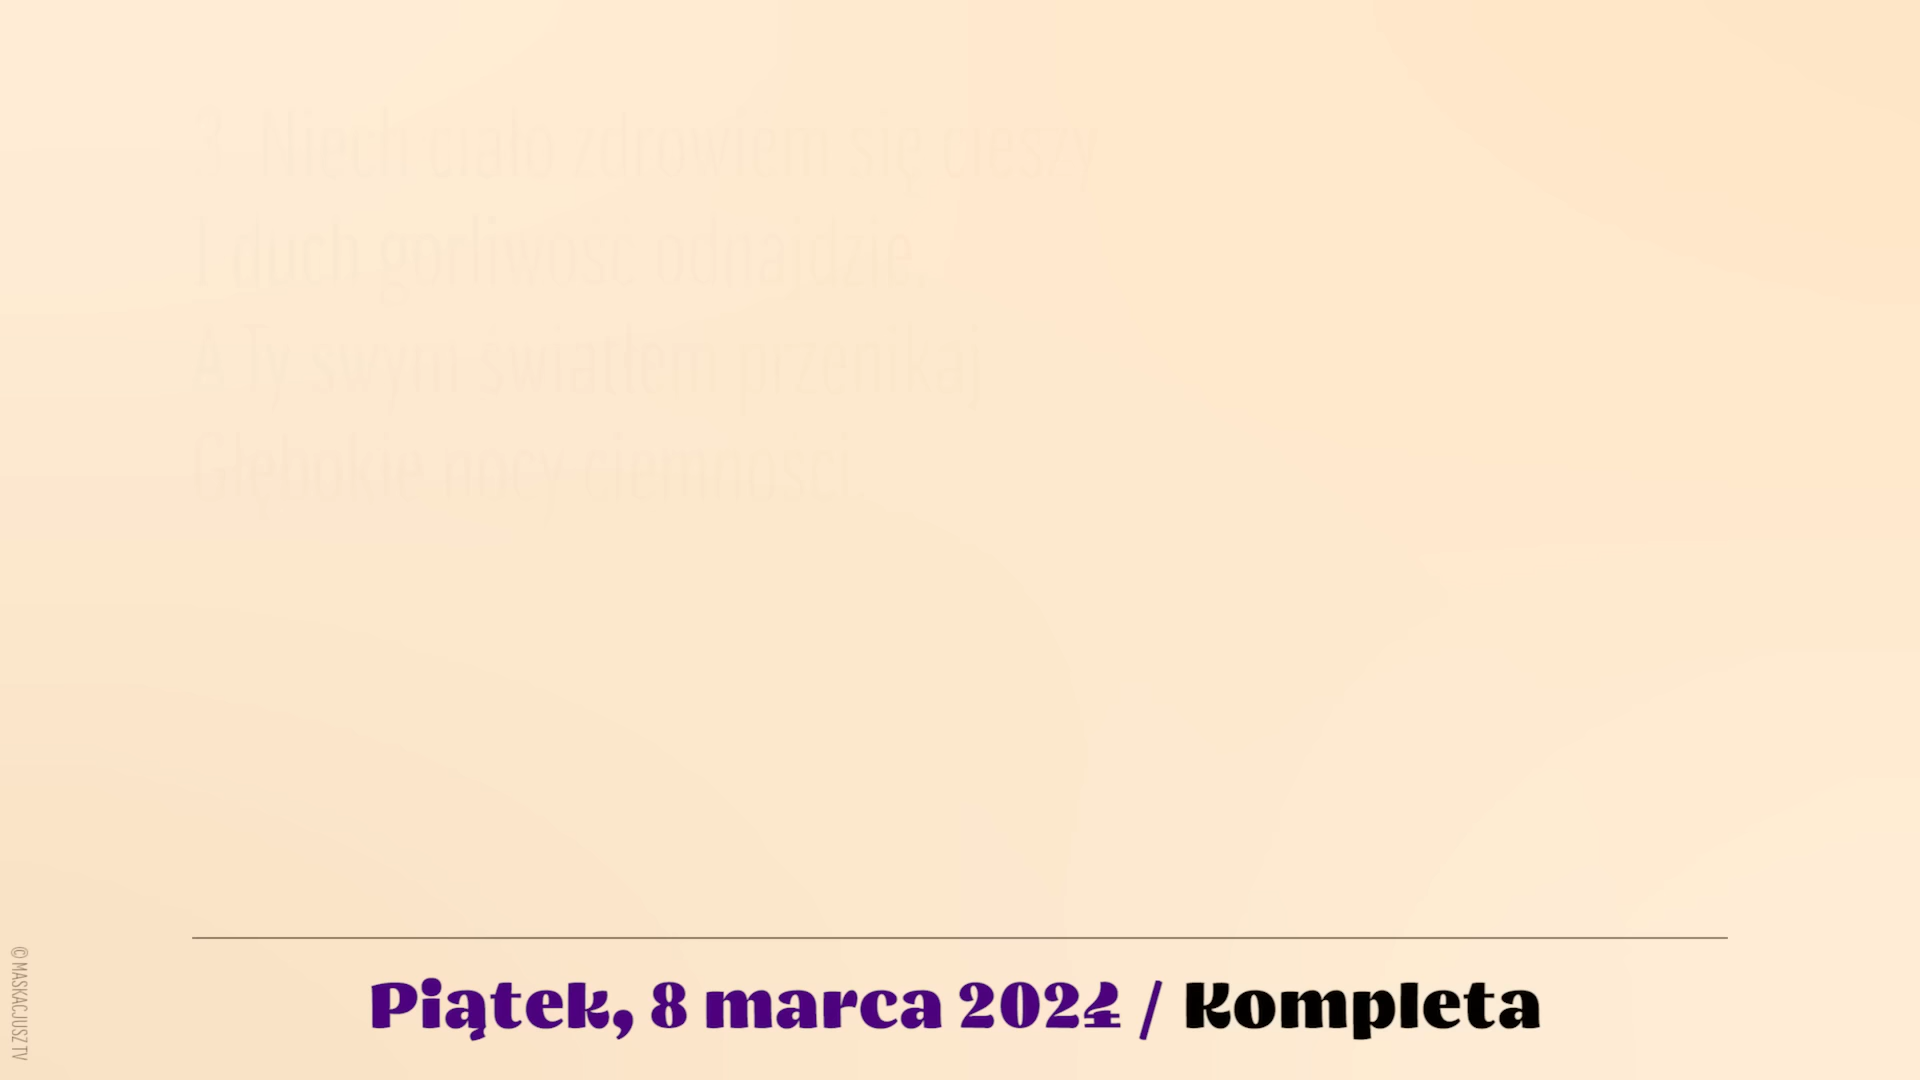 3. Niech ciało zdrowiem się cieszy
I duch gorliwość odnajdzie,
A Ty swym światłem przenikaj
Głębokie nocy ciemności.
Piątek, 8 marca 2024 / Kompleta
© MASKACJUSZ TV